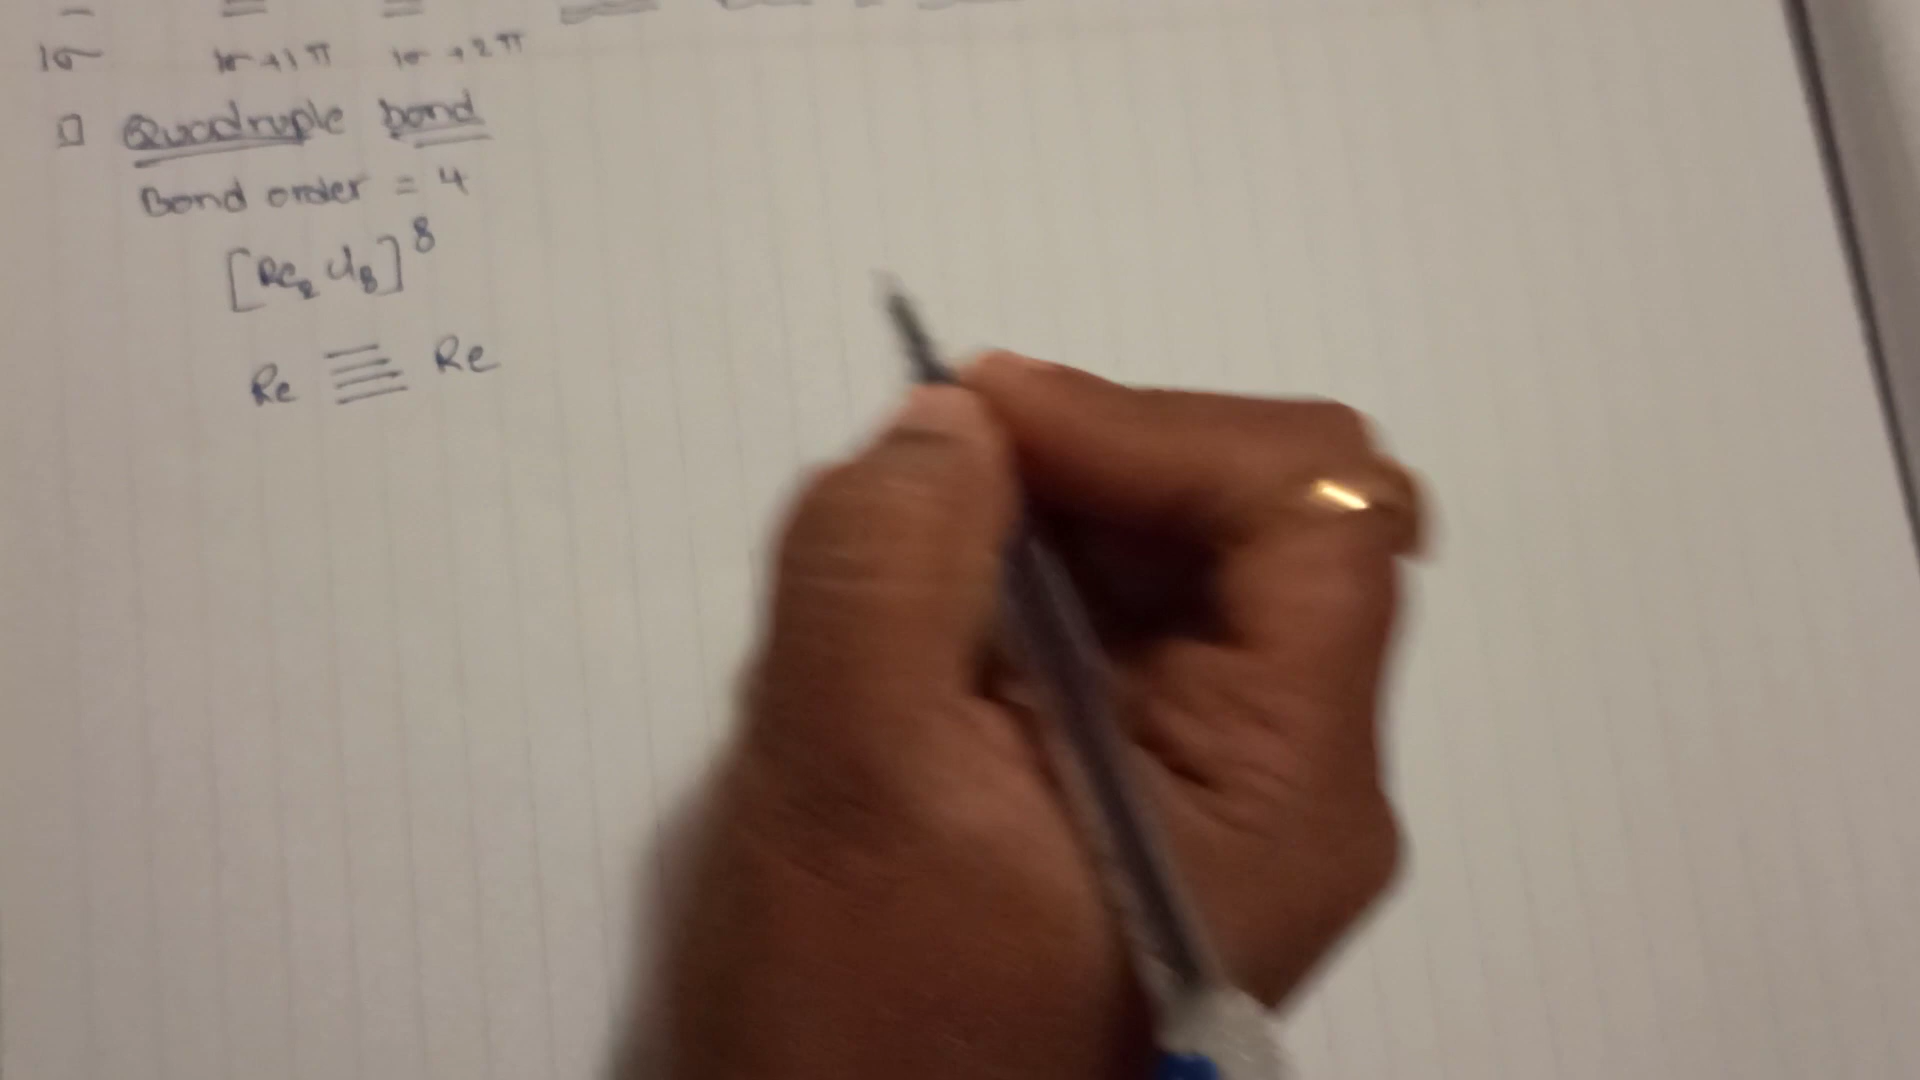 1σ 1σ+1π 1σ+2π
Quadruple bond
Bond order = 4
[Re₂Cl₈]⁸
Re ≣ Re